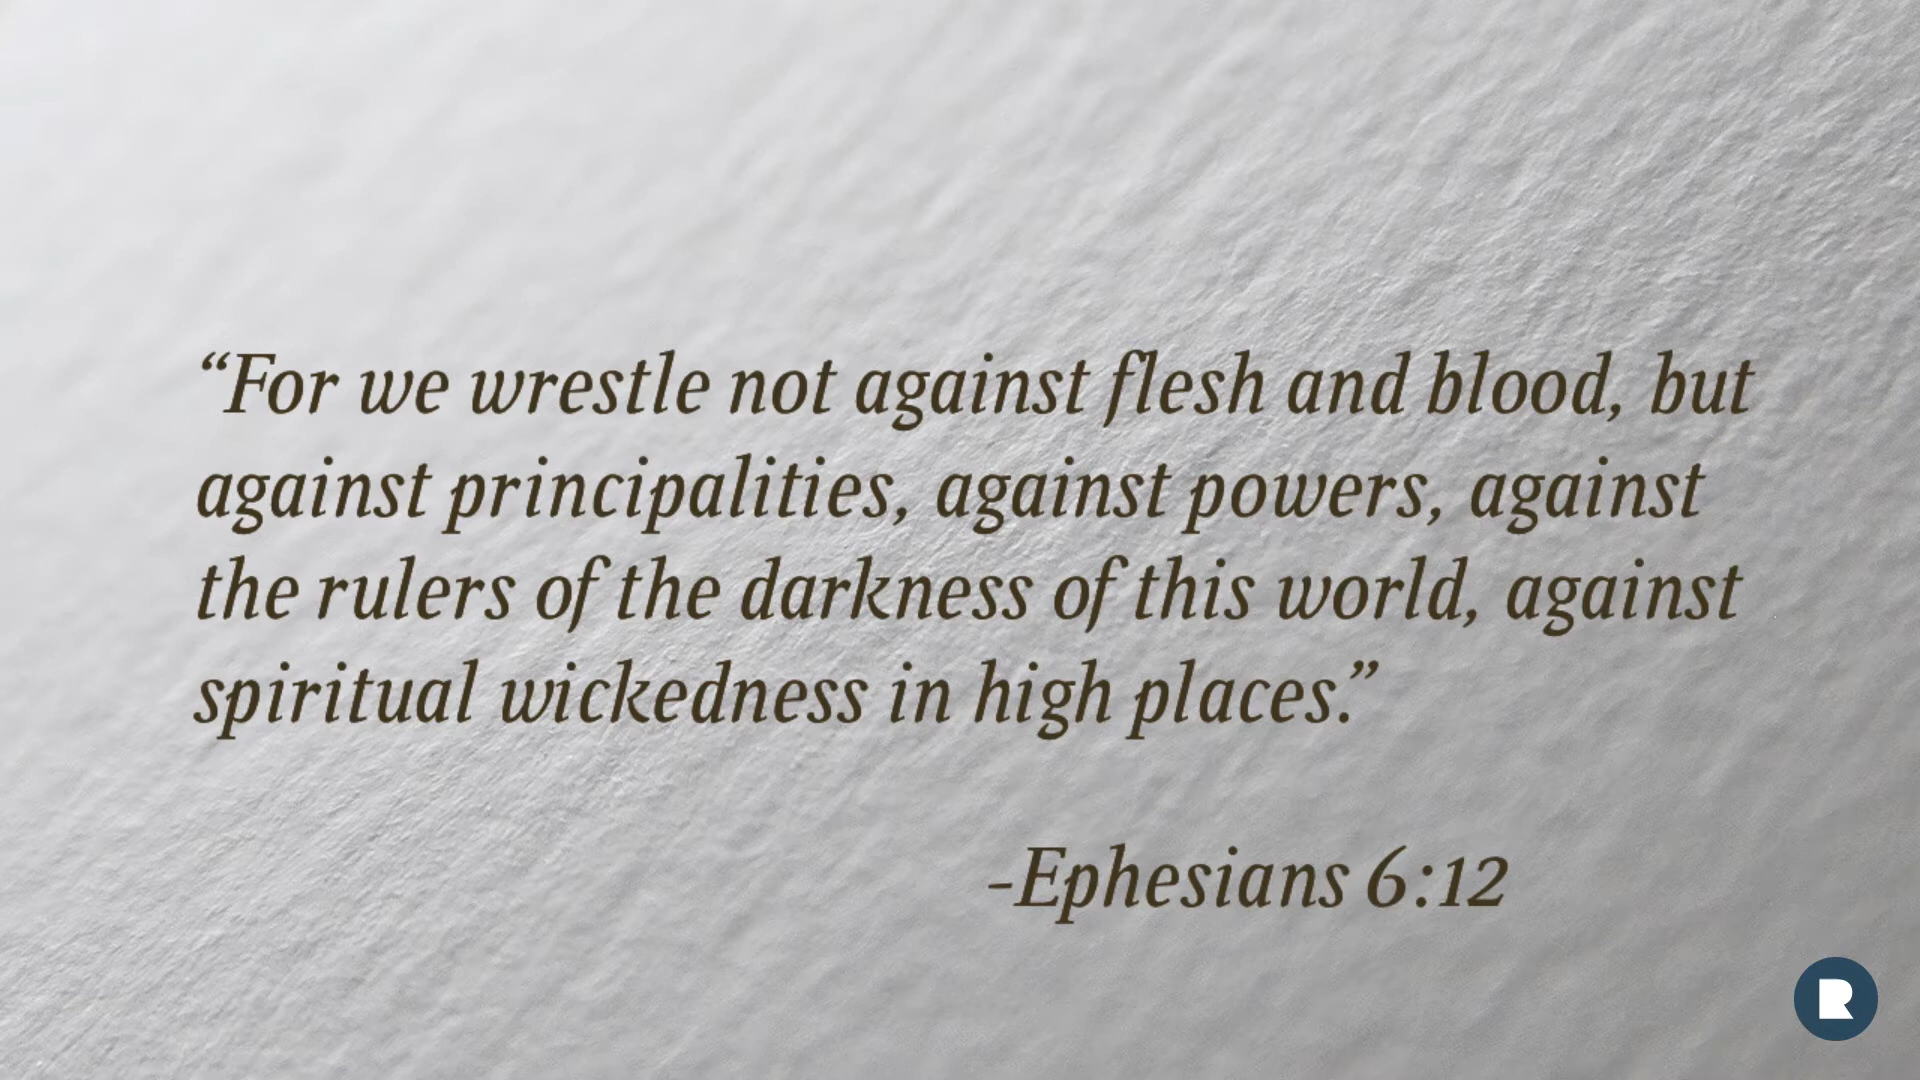 “For we wrestle not against flesh and blood, but
against principalities, against powers, against
the rulers of the darkness of this world, against
spiritual wickedness in high places.”
-Ephesians 6:12
R